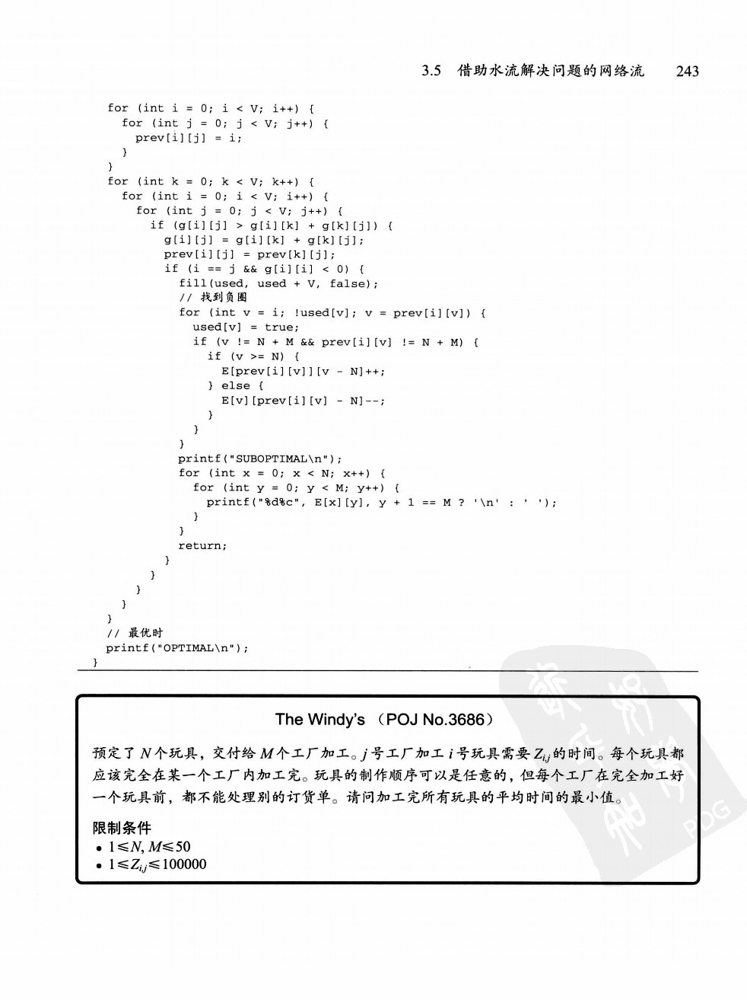 3.5 借助水流解决问题的网络流 243
for (int i = 0; i < V; i++) {
for (int j = 0; j < V; j++) {
prev[i][j] = i;
}
}
for (int k = 0; k < V; k++) {
for (int i = 0; i < V; i++) {
for (int j = 0; j < V; j++) {
if (g[i][j] > g[i][k] + g[k][j]) {
g[i][j] = g[i][k] + g[k][j];
prev[i][j] = prev[k][j];
if (i == j && g[i][i] < 0) {
fill(used, used + V, false);
// 找到负圈
for (int v = i; !used[v]; v = prev[i][v]) {
used[v] = true;
if (v != N + M && prev[i][v] != N + M) {
if (v >= N) {
E[prev[i][v]][v - N]++;
} else {
E[v][prev[i][v] - N]--;
}
}
}
printf("SUBOPTIMAL\n");
for (int x = 0; x < N; x++) {
for (int y = 0; y < M; y++) {
printf("%d%c", E[x][y], y + 1 == M ? '\n' : ' ');
}
}
return;
}
}
}
}
}
// 最优时
printf("OPTIMAL\n");
}
The Windy's （POJ No.3686）
预定了 N 个玩具，交付给 M 个工厂加工。j 号工厂加工 i 号玩具需要 Zi,j 的时间。每个玩具都
应该完全在某一个工厂内加工完。玩具的制作顺序可以是任意的，但每个工厂在完全加工好
一个玩具前，都不能处理别的订货单。请问加工完所有玩具的平均时间的最小值。
限制条件
• 1≤N, M≤50
• 1≤Zi,j≤100000
PDG